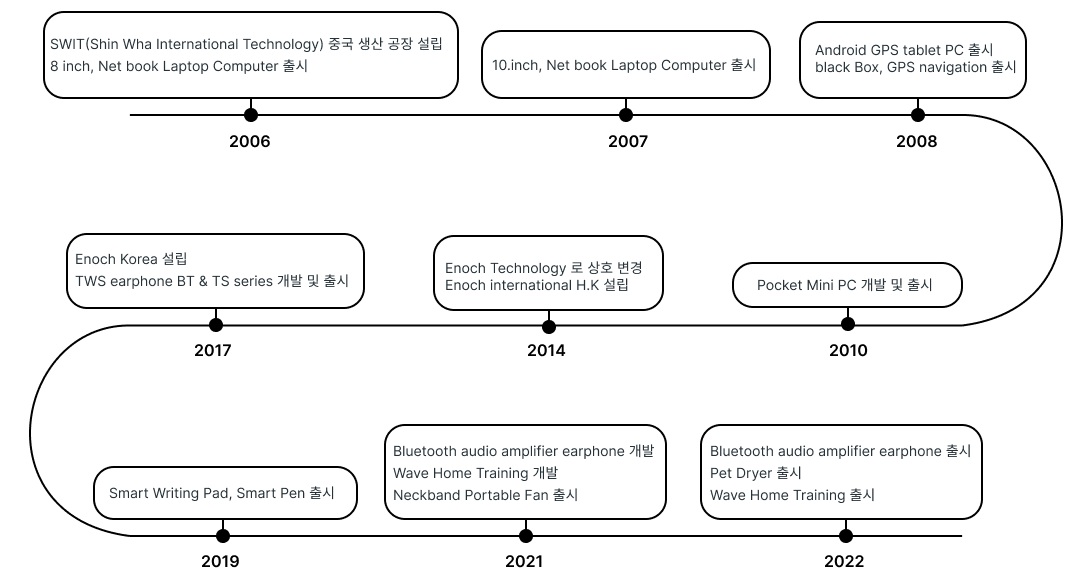 SWIT(Shin Wha International Technology) 중국 생산 공장 설립
8 inch, Net book Laptop Computer 출시
2006
10.inch, Net book Laptop Computer 출시
2007
Android GPS tablet PC 출시
black Box, GPS navigation 출시
2008
Pocket Mini PC 개발 및 출시
2010
Enoch Technology 로 상호 변경
Enoch international H.K 설립
2014
Enoch Korea 설립
TWS earphone BT & TS series 개발 및 출시
2017
Smart Writing Pad, Smart Pen 출시
2019
Bluetooth audio amplifier earphone 개발
Wave Home Training 개발
Neckband Portable Fan 출시
2021
Bluetooth audio amplifier earphone 출시
Pet Dryer 출시
Wave Home Training 출시
2022